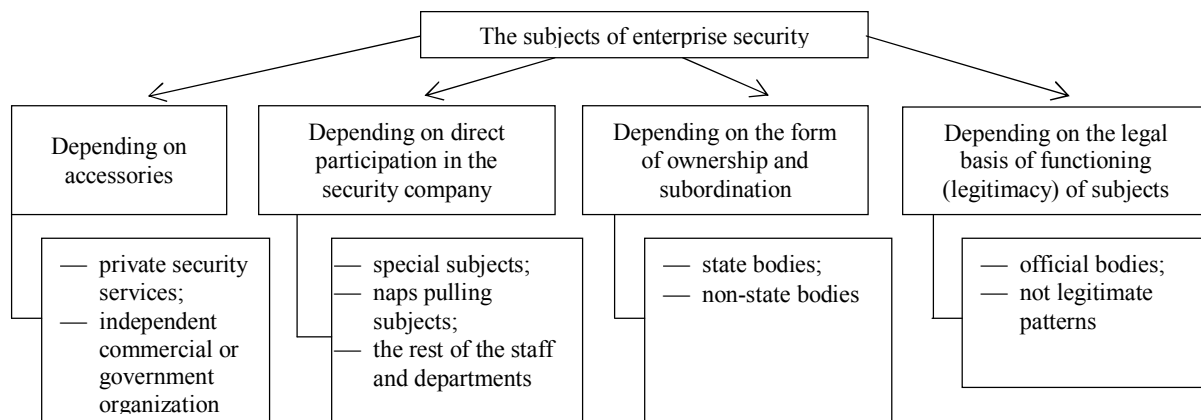 The subjects of enterprise security
Depending on
accessories
Depending on direct
participation in the
security company
Depending on the form
of ownership and
subordination
Depending on the legal
basis of functioning
(legitimacy) of subjects
— private security
services;
— independent
commercial or
government
organization
— special subjects;
— naps pulling
subjects;
— the rest of the staff
and departments
— state bodies;
— non-state bodies
— official bodies;
— not legitimate
patterns